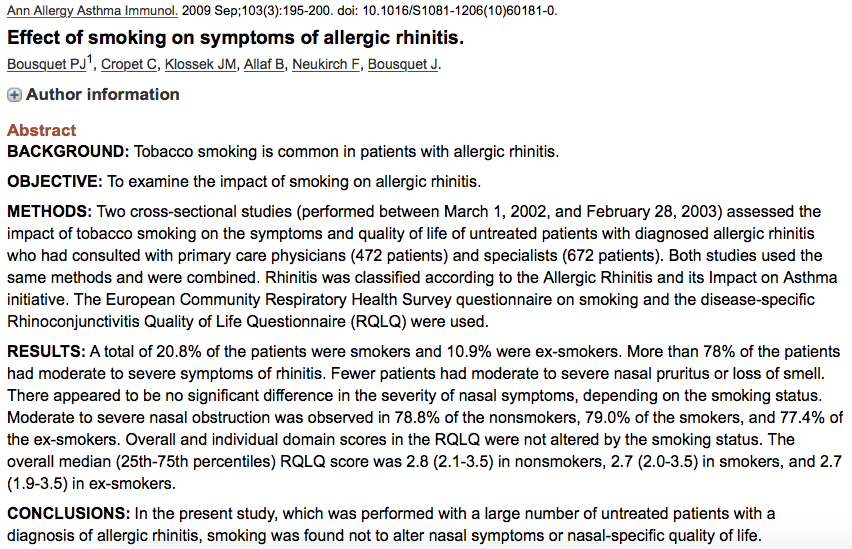 Ann Allergy Asthma Immunol. 2009 Sep;103(3):195-200. doi: 10.1016/S1081-1206(10)60181-0.
Effect of smoking on symptoms of allergic rhinitis.
Bousquet PJ1, Cropet C, Klossek JM, Allaf B, Neukirch F, Bousquet J.
Author information
Abstract
BACKGROUND: Tobacco smoking is common in patients with allergic rhinitis.
OBJECTIVE: To examine the impact of smoking on allergic rhinitis.
METHODS: Two cross-sectional studies (performed between March 1, 2002, and February 28, 2003) assessed the
impact of tobacco smoking on the symptoms and quality of life of untreated patients with diagnosed allergic rhinitis
who had consulted with primary care physicians (472 patients) and specialists (672 patients). Both studies used the
same methods and were combined. Rhinitis was classified according to the Allergic Rhinitis and its Impact on Asthma
initiative. The European Community Respiratory Health Survey questionnaire on smoking and the disease-specific
Rhinoconjunctivitis Quality of Life Questionnaire (RQLQ) were used.
RESULTS: A total of 20.8% of the patients were smokers and 10.9% were ex-smokers. More than 78% of the patients
had moderate to severe symptoms of rhinitis. Fewer patients had moderate to severe nasal pruritus or loss of smell.
There appeared to be no significant difference in the severity of nasal symptoms, depending on the smoking status.
Moderate to severe nasal obstruction was observed in 78.8% of the nonsmokers, 79.0% of the smokers, and 77.4% of
the ex-smokers. Overall and individual domain scores in the RQLQ were not altered by the smoking status. The
overall median (25th-75th percentiles) RQLQ score was 2.8 (2.1-3.5) in nonsmokers, 2.7 (2.0-3.5) in smokers, and 2.7
(1.9-3.5) in ex-smokers.
CONCLUSIONS: In the present study, which was performed with a large number of untreated patients with a
diagnosis of allergic rhinitis, smoking was found not to alter nasal symptoms or nasal-specific quality of life.